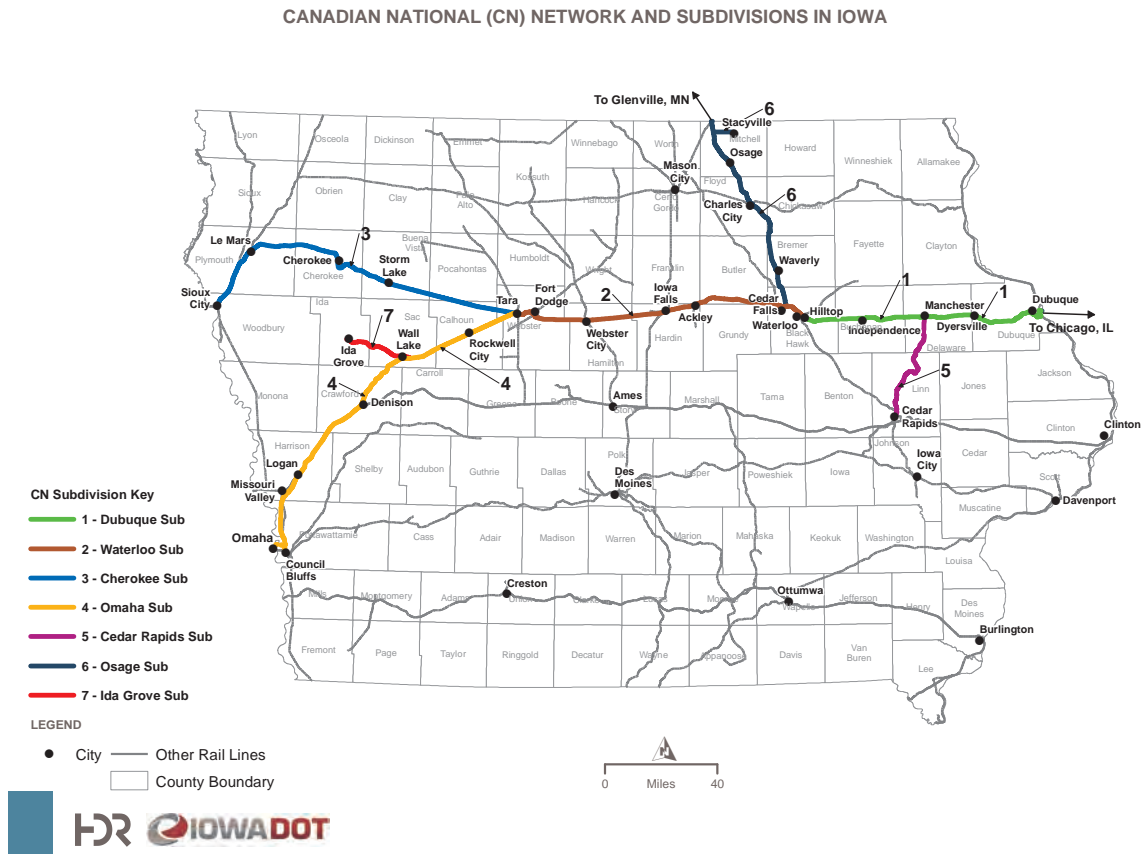 CANADIAN NATIONAL (CN) NETWORK AND SUBDIVISIONS IN IOWA
To Glenville, MN
6
Stacyville
Lyon
Osceola
Dickinson
Emmet
Winnebago
Worth
Mitchell
Howard
Winneshiek
Allamakee
Osage
Mason
City
Kossuth
Sioux
Obrien
Clay
Palo
Alto
Hancock
Cerro
Gordo
Floyd
6
Charles
City
Chickasaw
Le Mars
3
Buena
Vista
Plymouth
Cherokee
Cherokee
Storm
Lake
Pocahontas
Humboldt
Wright
Franklin
Butler
Bremer
Waverly
Fayette
Clayton
Sioux
City
Ida
Sac
Calhoun
Tara
Fort
Dodge
Webster
2
Iowa
Falls
Ackley
Cedar
Falls
Waterloo
Hilltop
1
Manchester
1
Dubuque
Woodbury
7
Wall
Lake
Rockwell
City
Webster
City
Hamilton
Hardin
Grundy
Black
Hawk
Buchanan
Independence
Dyersville
Delaware
Dubuque
To Chicago, IL
Ida
Grove
Carroll
4
4
Monona
Crawford
Denison
Greene
Boone
Ames
Story
Marshall
Tama
Benton
5
Linn
Jones
Jackson
Cedar
Rapids
Clinton
Clinton
Harrison
Logan
Shelby
Audubon
Guthrie
Dallas
Polk
Des
Moines
Jasper
Poweshiek
Iowa
Johnson
Iowa
City
Cedar
Scott
Missouri
Valley
Davenport
Muscatine
CN Subdivision Key
1 - Dubuque Sub
2 - Waterloo Sub
3 - Cherokee Sub
4 - Omaha Sub
5 - Cedar Rapids Sub
6 - Osage Sub
7 - Ida Grove Sub
Omaha
Council
Bluffs
Pottawattamie
Cass
Adair
Madison
Warren
Marion
Mahaska
Keokuk
Washington
Louisa
Mills
Montgomery
Adams
Creston
Union
Clarke
Lucas
Monroe
Ottumwa
Wapello
Jefferson
Henry
Des
Moines
Burlington
Fremont
Page
Taylor
Ringgold
Decatur
Wayne
Appanoose
Davis
Van
Buren
Lee
LEGEND
City
Other Rail Lines
County Boundary
N
0
Miles
40
HDR
IOWADOT